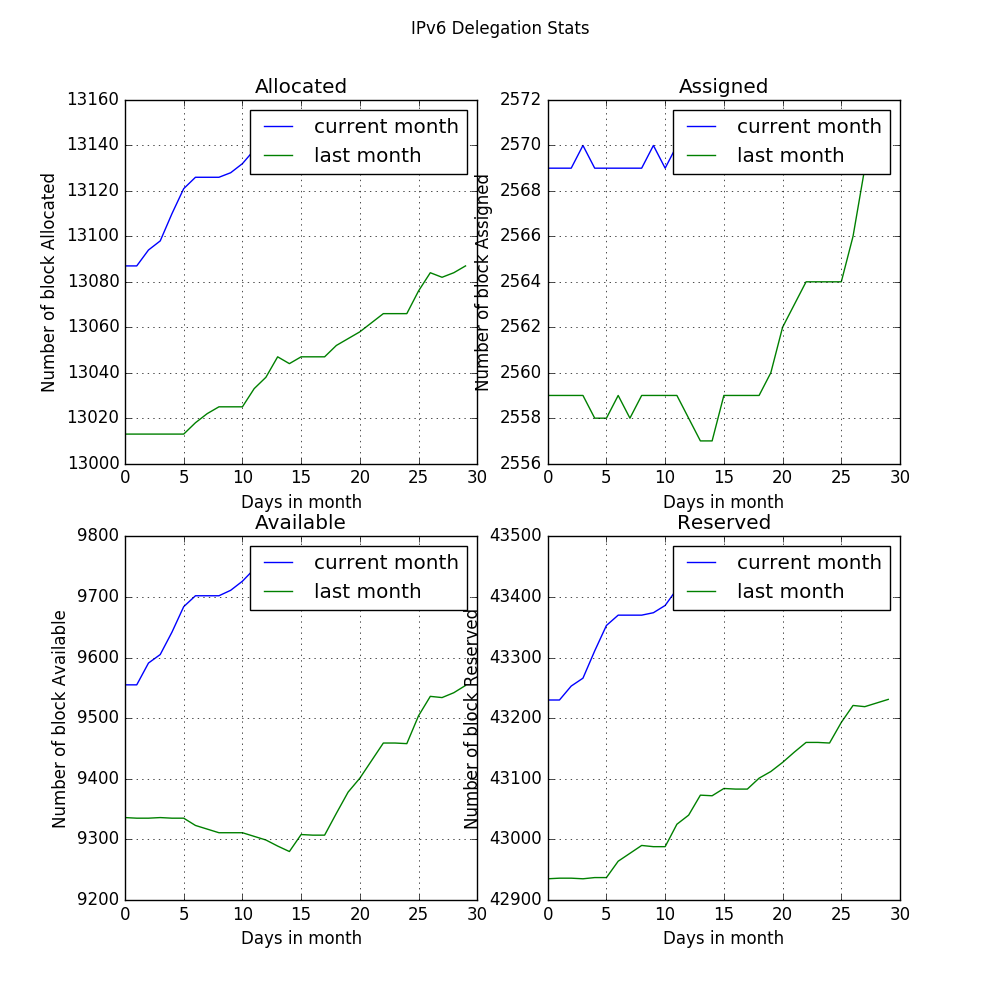 IPv6 Delegation Stats
Allocated
13160
13140
13120
13100
13080
13060
13040
13020
13000
0 5 10 15 20 25 30
Number of block Allocated
Days in month
current month
last month
Assigned
2572
2570
2568
2566
2564
2562
2560
2558
2556
0 5 10 15 20 25 30
Number of block Assigned
Days in month
current month
last month
Available
9800
9700
9600
9500
9400
9300
9200
0 5 10 15 20 25 30
Number of block Available
Days in month
current month
last month
Reserved
43500
43400
43300
43200
43100
43000
42900
0 5 10 15 20 25 30
Number of block Reserved
Days in month
current month
last month